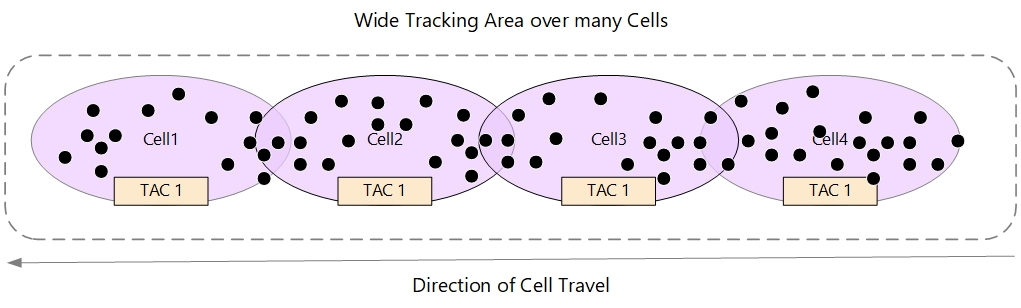 Wide Tracking Area over many Cells
Cell1
Cell2
Cell3
Cell4
TAC 1
TAC 1
TAC 1
TAC 1
Direction of Cell Travel